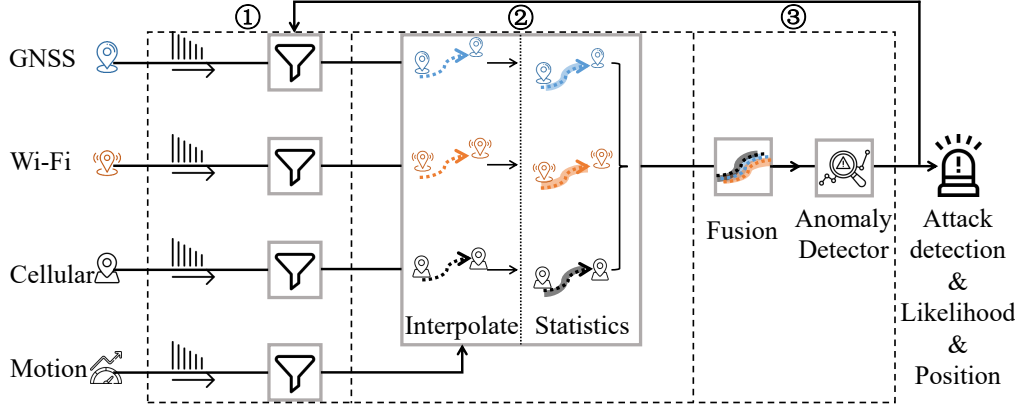 ①
②
③
GNSS
Wi-Fi
Cellular
Motion
Interpolate
Statistics
Fusion
Anomaly
Detector
Attack
detection
&
Likelihood
&
Position